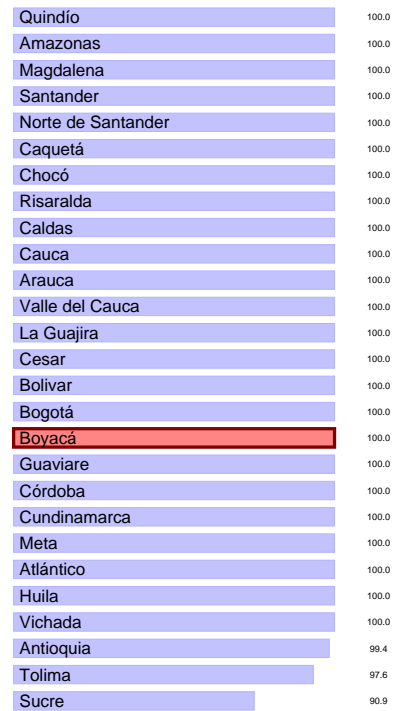 Quindío 100.0
Amazonas 100.0
Magdalena 100.0
Santander 100.0
Norte de Santander 100.0
Caquetá 100.0
Chocó 100.0
Risaralda 100.0
Caldas 100.0
Cauca 100.0
Arauca 100.0
Valle del Cauca 100.0
La Guajira 100.0
Cesar 100.0
Bolivar 100.0
Bogotá 100.0
Boyacá 100.0
Guaviare 100.0
Córdoba 100.0
Cundinamarca 100.0
Meta 100.0
Atlántico 100.0
Huila 100.0
Vichada 100.0
Antioquia 99.4
Tolima 97.6
Sucre 90.9